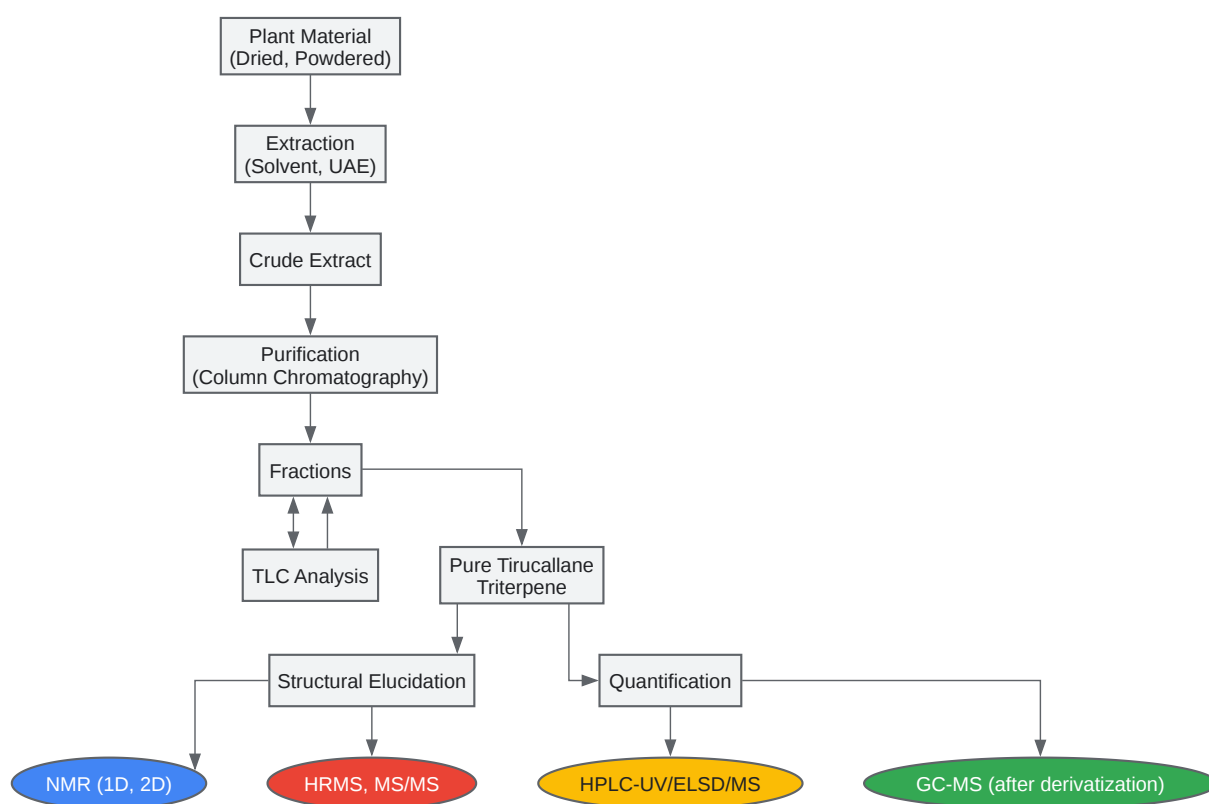 Plant Material
(Dried, Powdered)
Extraction
(Solvent, UAE)
Crude Extract
Purification
(Column Chromatography)
Fractions
TLC Analysis
Pure Tirucallane
Triterpene
Structural Elucidation
Quantification
NMR (1D, 2D)
HRMS, MS/MS
HPLC-UV/ELSD/MS
GC-MS (after derivatization)